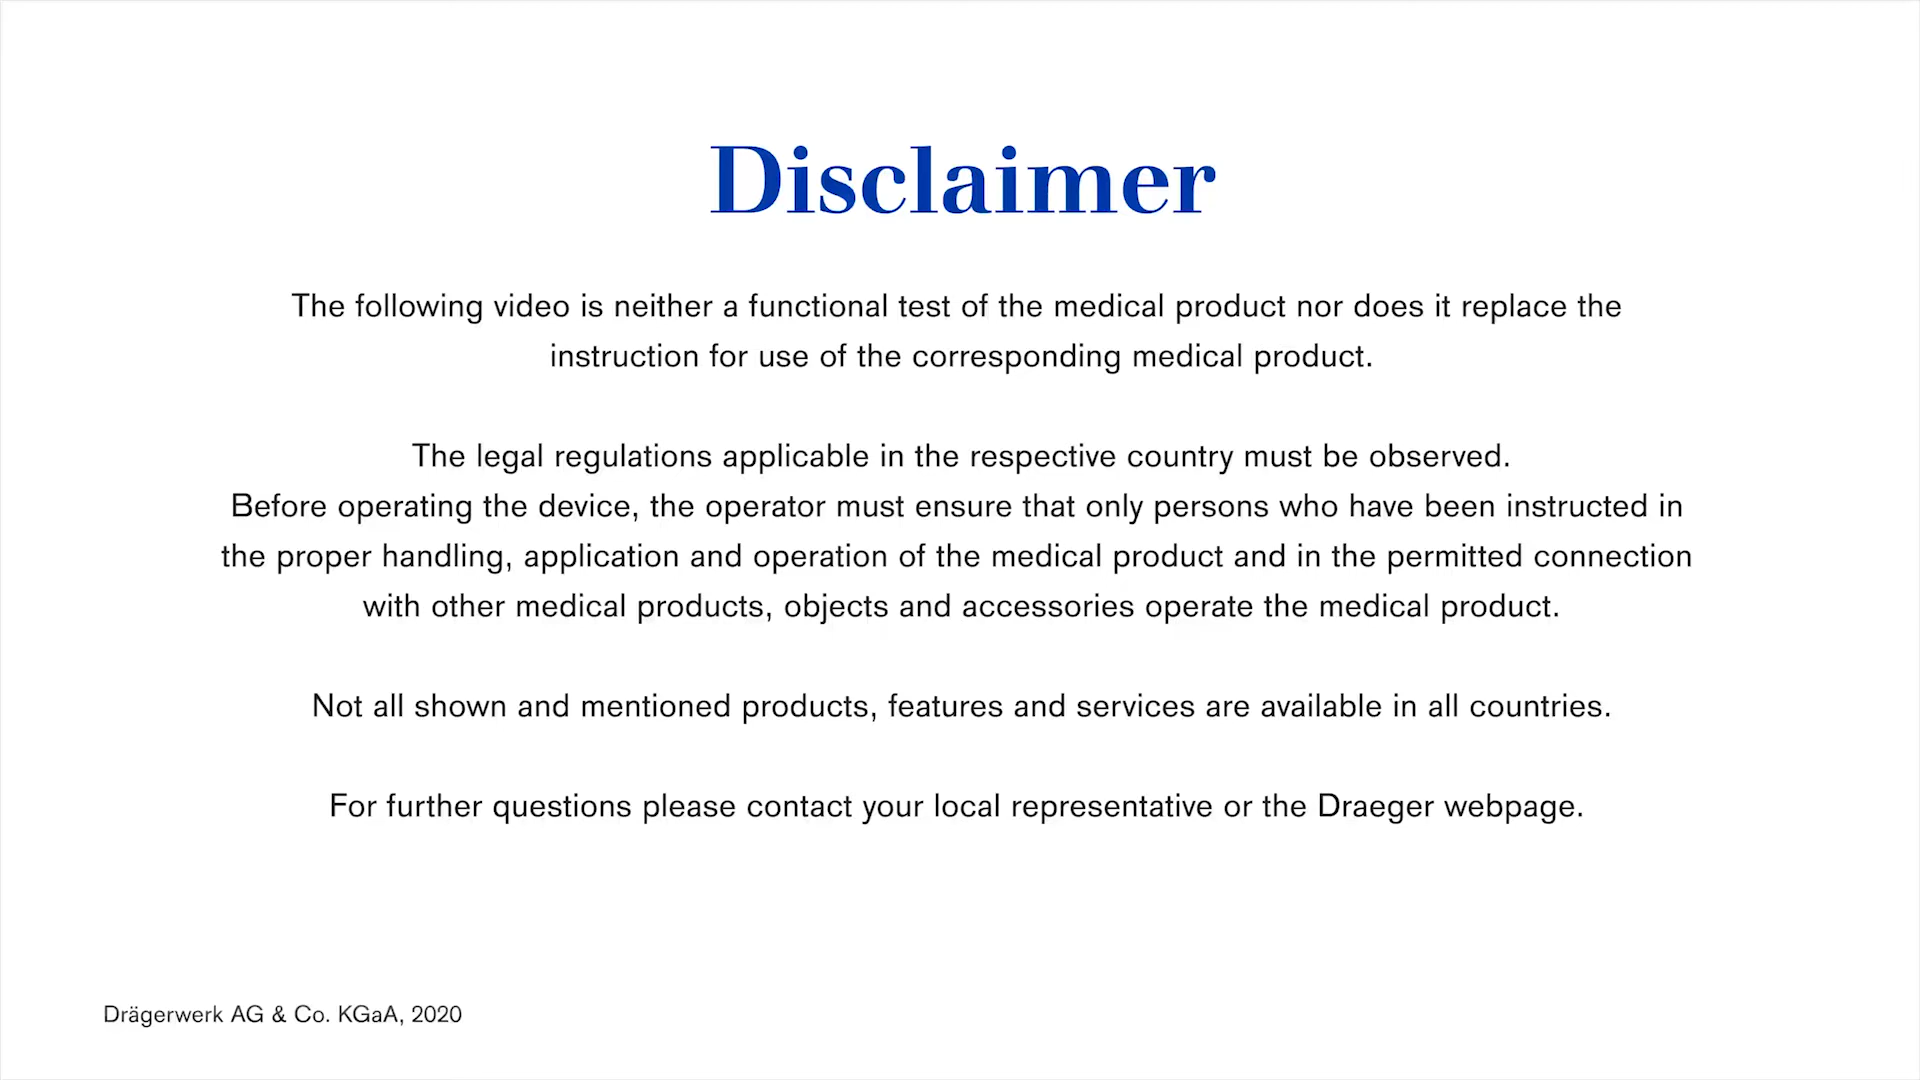 Disclaimer
The following video is neither a functional test of the medical product nor does it replace the
instruction for use of the corresponding medical product.
The legal regulations applicable in the respective country must be observed.
Before operating the device, the operator must ensure that only persons who have been instructed in
the proper handling, application and operation of the medical product and in the permitted connection
with other medical products, objects and accessories operate the medical product.
Not all shown and mentioned products, features and services are available in all countries.
For further questions please contact your local representative or the Draeger webpage.
Drägerwerk AG & Co. KGaA, 2020